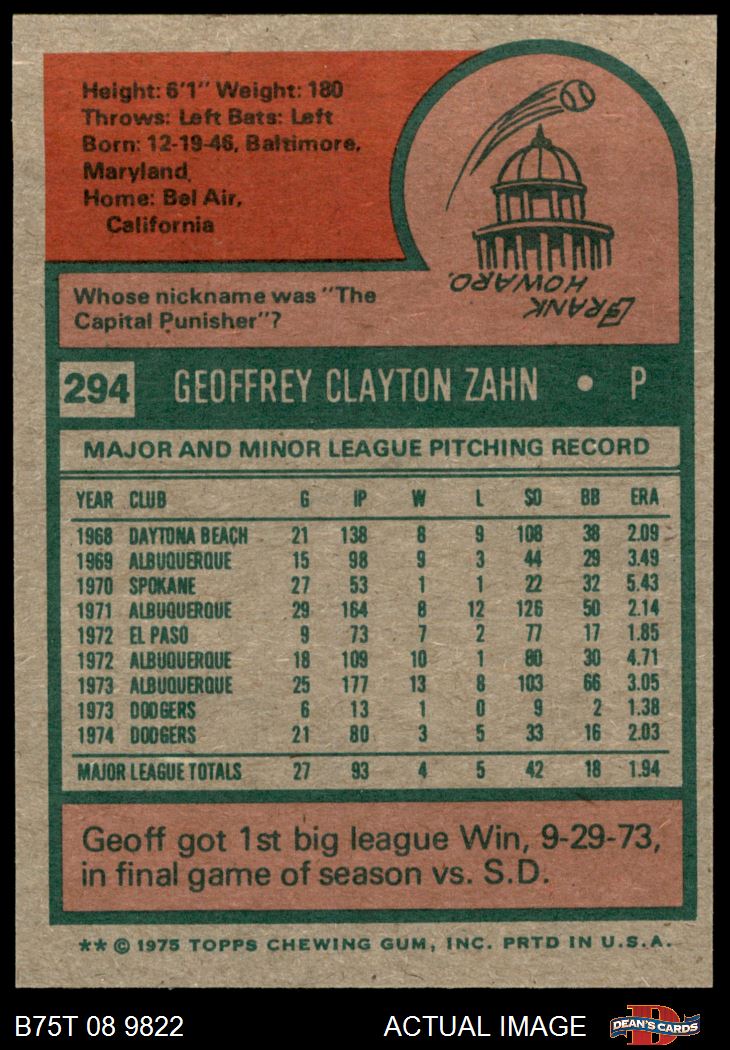 Height: 6'1" Weight: 180
Throws: Left Bats: Left
Born: 12-19-46, Baltimore,
Maryland
Home: Bel Air,
California
FRANK
HOWARD.
Whose nickname was "The
Capital Punisher"?
294 GEOFFREY CLAYTON ZAHN • P
MAJOR AND MINOR LEAGUE PITCHING RECORD
YEAR CLUB G IP W L SO BB ERA
1968 DAYTONA BEACH 21 138 8 9 108 38 2.09
1969 ALBUQUERQUE 15 98 9 3 44 29 3.49
1970 SPOKANE 27 53 1 1 22 32 5.43
1971 ALBUQUERQUE 29 164 8 12 126 50 2.14
1972 EL PASO 9 73 7 2 77 17 1.85
1972 ALBUQUERQUE 18 109 10 1 80 30 4.71
1973 ALBUQUERQUE 25 177 13 8 103 66 3.05
1973 DODGERS 6 13 1 0 9 2 1.38
1974 DODGERS 21 80 3 5 33 16 2.03
MAJOR LEAGUE TOTALS 27 93 4 5 42 18 1.94
Geoff got 1st big league Win, 9-29-73,
in final game of season vs. S.D.
** © 1975 TOPPS CHEWING GUM, INC. PRTD IN U.S.A.
B75T 08 9822 ACTUAL IMAGE DEAN'S CARDS